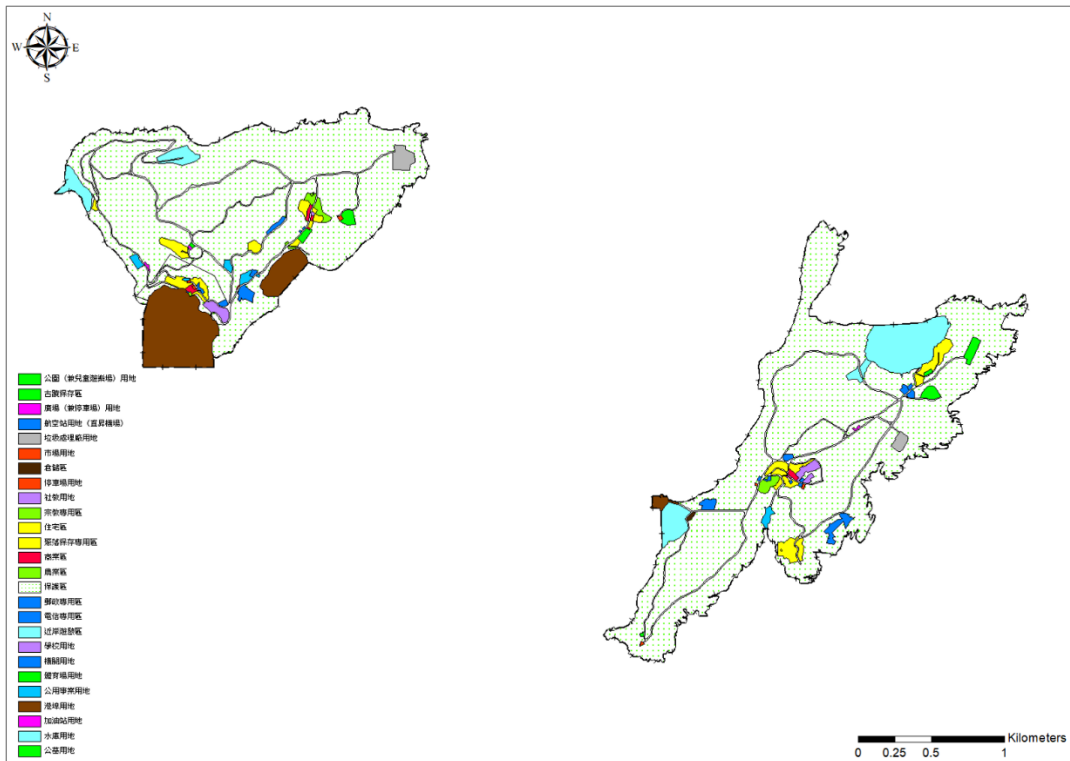 N
W E
S
公園（兼兒童遊樂場）用地
古蹟保存區
廣場（兼停車場）用地
航空站用地（直昇機場）
垃圾處理廠用地
市場用地
倉儲區
停車場用地
社教用地
宗教專用區
住宅區
聚落保存專用區
商業區
農業區
保護區
郵政專用區
電信專用區
近岸遊憩區
學校用地
機關用地
體育場用地
公用事業用地
港埠用地
加油站用地
水庫用地
公墓用地
Kilometers
0 0.25 0.5 1